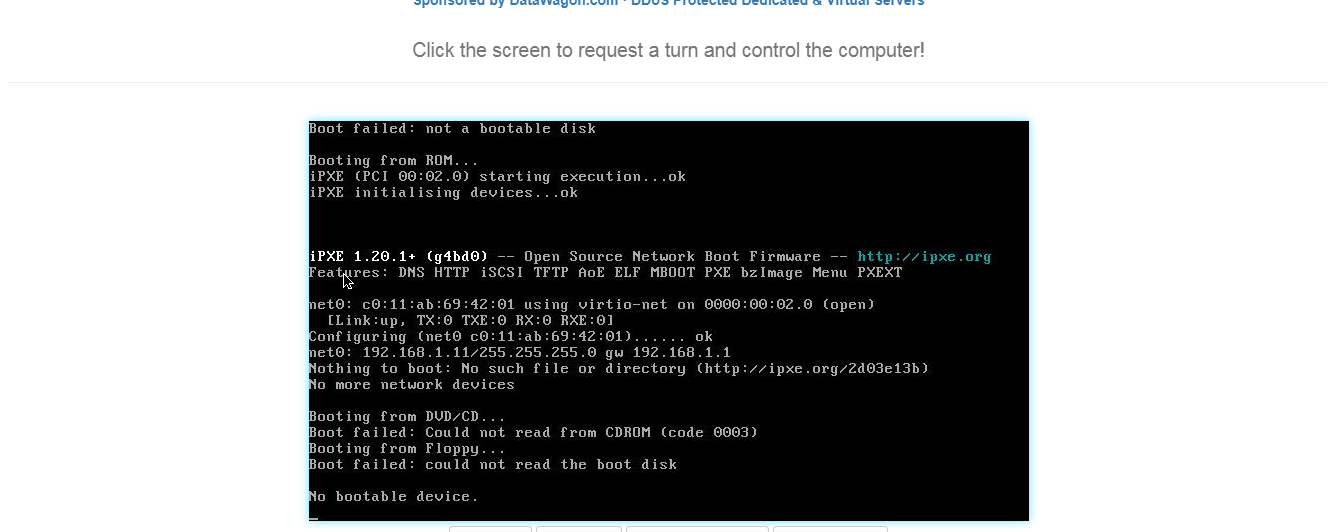 Sponsored by DataWagon.com · DDoS Protected Dedicated & Virtual Servers
Click the screen to request a turn and control the computer!
Boot failed: not a bootable disk
Booting from ROM...
iPXE (PCI 00:02.0) starting execution...ok
iPXE initialising devices...ok
iPXE 1.20.1+ (g4bd0) -- Open Source Network Boot Firmware -- http://ipxe.org
Features: DNS HTTP iSCSI TFTP AoE ELF MBOOT PXE bzImage Menu PXEXT
net0: c0:11:ab:69:42:01 using virtio-net on 0000:00:02.0 (open)
[Link:up, TX:0 TXE:0 RX:0 RXE:0]
Configuring (net0 c0:11:ab:69:42:01)...... ok
net0: 192.168.1.11/255.255.255.0 gw 192.168.1.1
Nothing to boot: No such file or directory (http://ipxe.org/2d03e13b)
No more network devices
Booting from DVD/CD...
Boot failed: Could not read from CDROM (code 0003)
Booting from Floppy...
Boot failed: could not read the boot disk
No bootable device.
_